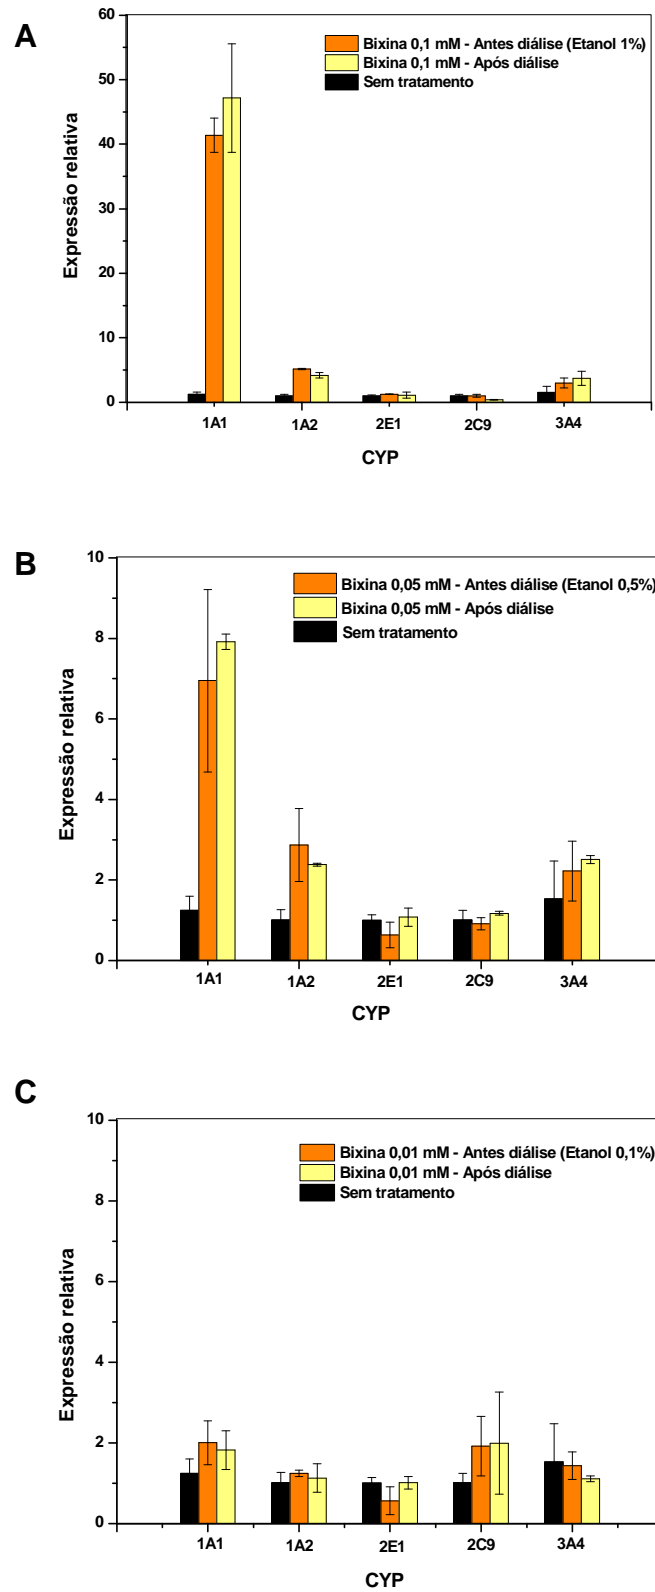 A
60
50
40
30
20
10
0
Expressão relativa
Bixina 0,1 mM - Antes diálise (Etanol 1%)
Bixina 0,1 mM - Após diálise
Sem tratamento
1A1 1A2 2E1 2C9 3A4
CYP
B
10
8
6
4
2
0
Expressão relativa
Bixina 0,05 mM - Antes diálise (Etanol 0,5%)
Bixina 0,05 mM - Após diálise
Sem tratamento
1A1 1A2 2E1 2C9 3A4
CYP
C
10
8
6
4
2
0
Expressão relativa
Bixina 0,01 mM - Antes diálise (Etanol 0,1%)
Bixina 0,01 mM - Após diálise
Sem tratamento
1A1 1A2 2E1 2C9 3A4
CYP